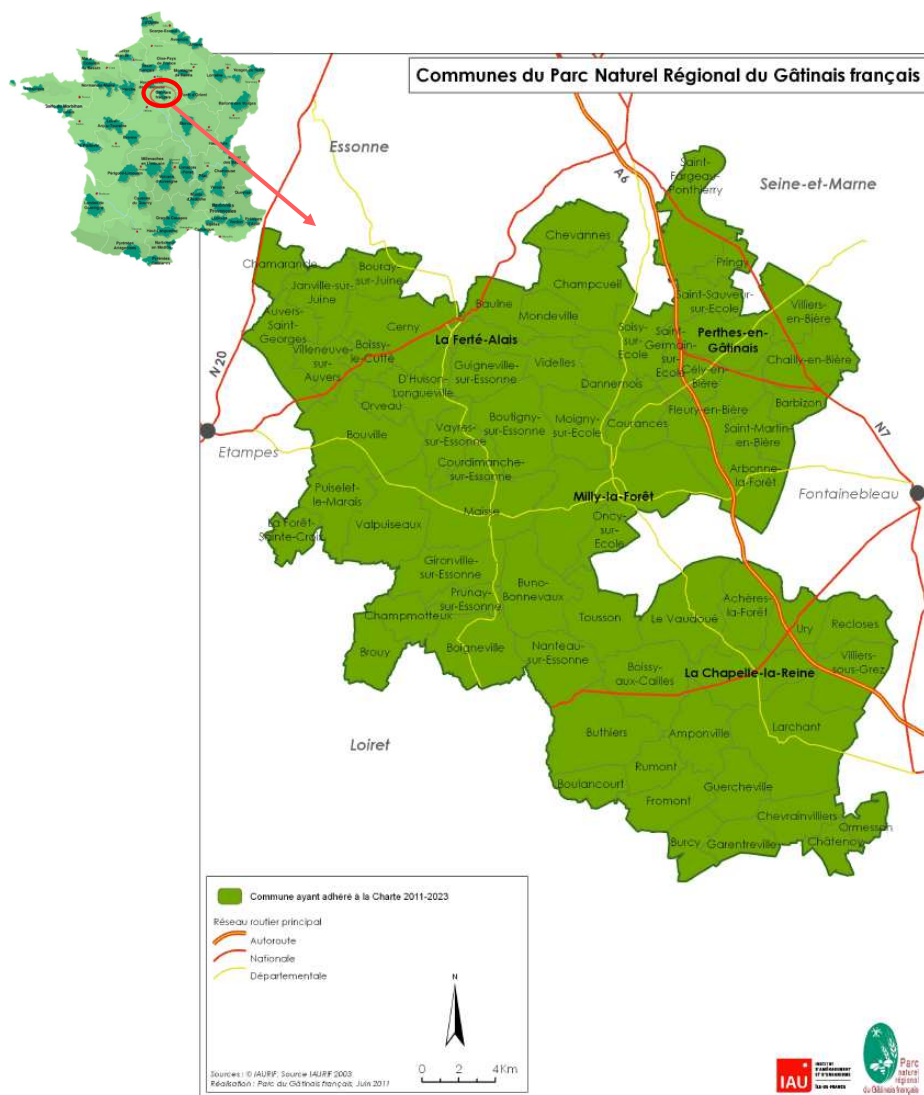 Communes du Parc Naturel Régional du Gâtinais français
Essonne
Seine-et-Marne
A6
Saint-
Fargeau-
Ponthierry
Chevannes
Chamarande
Bouray
-sur-Juine
Pringy
Janville-sur-
Juine
Champcueil
Saint-Sauveur
-sur-Ecole
Villiers
-en-Bière
Auvers-
Saint-
Georges
Baulne
Mondeville
Cerny
La Ferté-Alais
Soisy
-sur-
Ecole
Saint-
Germain
-sur-
Ecole
Perthes-en-
Gâtinais
Villeneuve-
sur-
Auvers
Boissy-
le-Cutté
Guigneville-
sur-Essonne
Videlles
Chailly-en-Bière
N 20
D'Huison-
Longueville
Dannemois
Cély-en-
Bière
Orveau
Fleury-en-Bière
Barbizon
Boutigny-
sur-Essonne
Moigny-
sur-Ecole
Courances
N7
Bouville
Vayres-
sur-Essonne
Saint-Martin
-en-Bière
Etampes
Courdimanche
-sur-Essonne
Arbonne
-la-Forêt
Puiselet
-le-Marais
Milly-la-Forêt
Fontainebleau
La Forêt-
Sainte-Croix
Valpuiseaux
Maisse
Oncy-
sur-
Ecole
Gironville
-sur-Essonne
Prunay-
sur-Essonne
Buno-
Bonnevaux
Achères-
la-Forêt
Champmotteux
Tousson
Le Vaudoué
Ury
Recloses
Brouy
Boigneville
Nanteau
-sur-Essonne
Boissy
-aux-Cailles
La Chapelle-la-Reine
Villiers
-sous-Grez
Loiret
Buthiers
Amponville
Larchant
Rumont
Boulancourt
Guercheville
Fromont
Chevrainvilliers
Ormesson
Burcy
Garentreville
Châtenoy
Commune ayant adhéré à la Charte 2011-2023
Réseau routier principal
Autoroute
Nationale
Départementale
N
0 2 4Km
Sources : © IAURIF; Source IAURIF 2003
Réalisation : Parc du Gâtinais français, Juin 2011
IAU
INSTITUT
D'AMÉNAGEMENT
ET D'URBANISME
ÎLE-DE-FRANCE
Parc
naturel
régional
du Gâtinais français